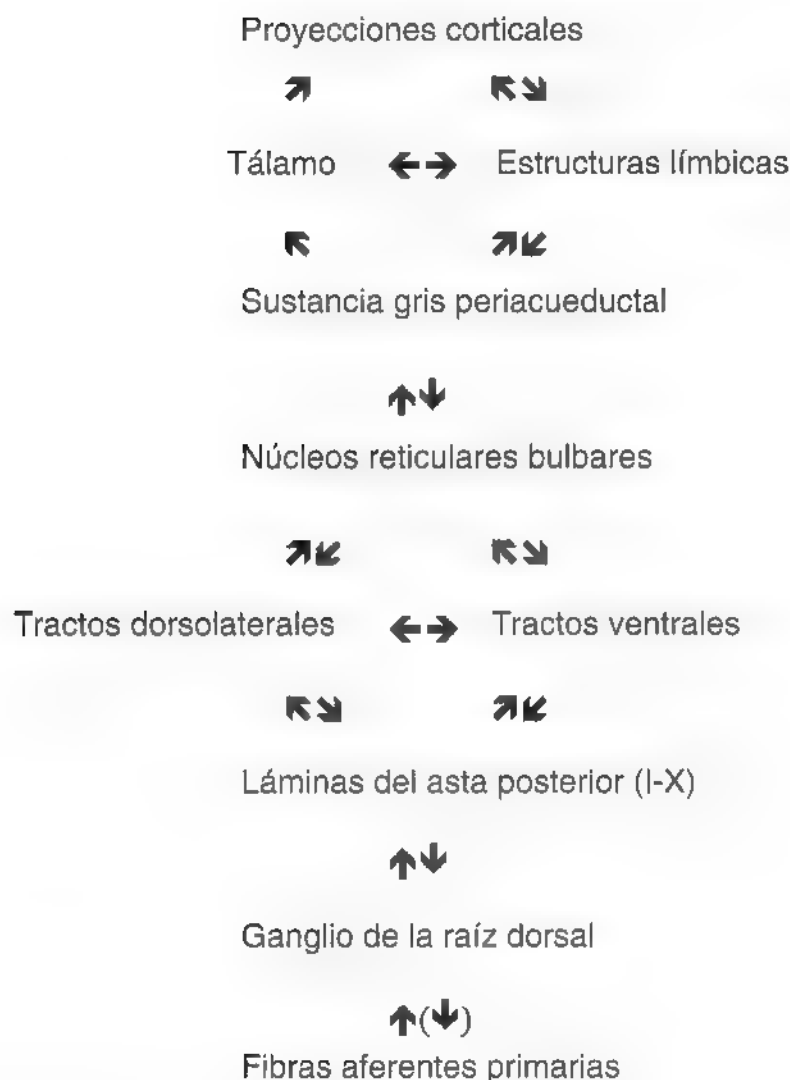 Proyecciones corticales
↗ ↖↘
Tálamo ←→ Estructuras límbicas
↖ ↗↙
Sustancia gris periacueductal
↑↓
Núcleos reticulares bulbares
↗↙ ↖↘
Tractos dorsolaterales ←→ Tractos ventrales
↖↘ ↗↙
Láminas del asta posterior (I-X)
↑↓
Ganglio de la raíz dorsal
↑(↓)
Fibras aferentes primarias